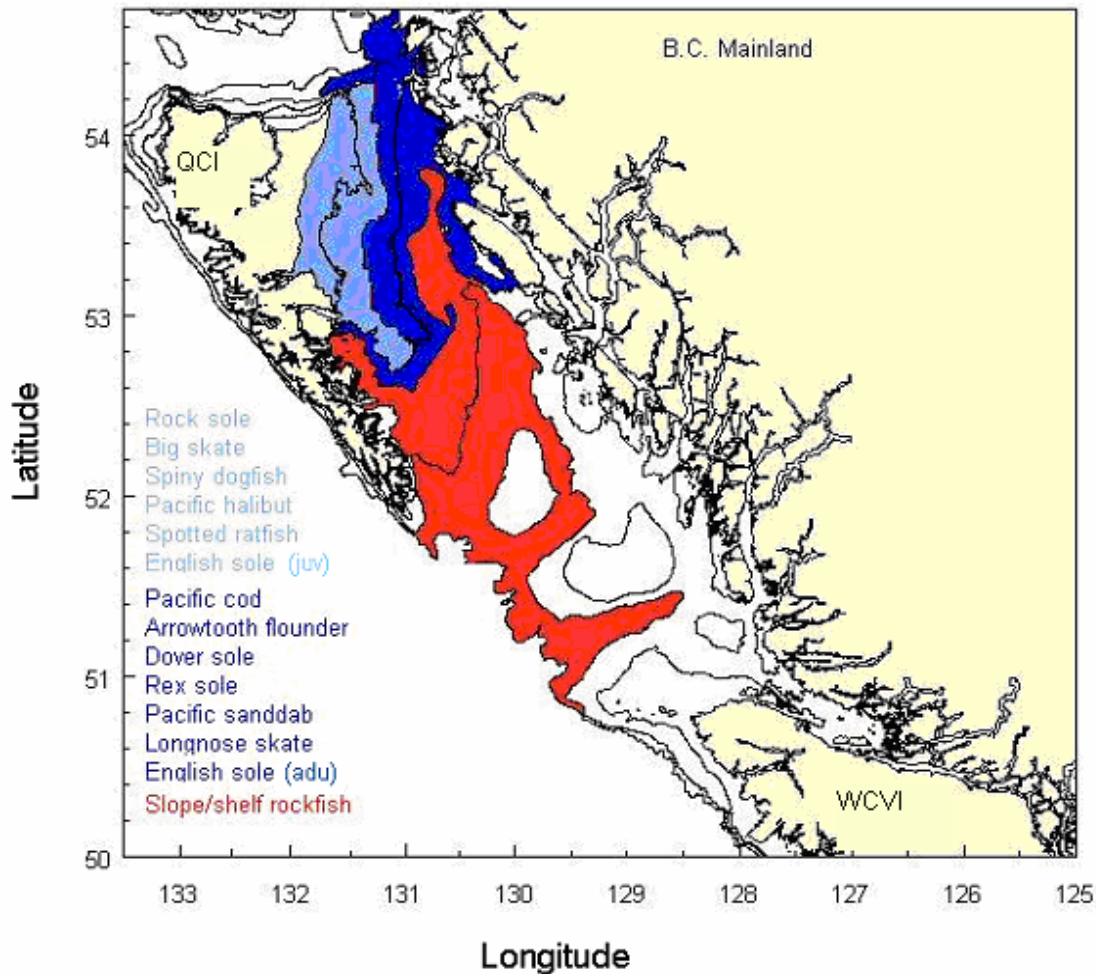 B.C. Mainland
54
QCI
53
Latitude
Rock sole
Big skate
Spiny dogfish
52
Pacific halibut
Spotted ratfish
English sole (juv)
Pacific cod
Arrowtooth flounder
Dover sole
51
Rex sole
Pacific sanddab
Longnose skate
English sole (adu)
Slope/shelf rockfish
WCVI
50
133 132 131 130 129 128 127 126 125
Longitude